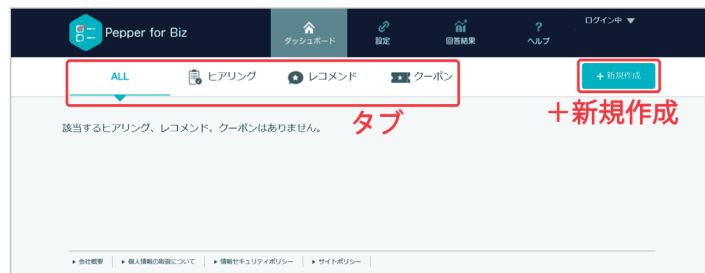 Pepper for Biz
ダッシュボード
設定
回答結果
ヘルプ
ログイン中 ▼
ALL
ヒアリング
レコメンド
クーポン
+ 新規作成
タブ
＋新規作成
該当するヒアリング、レコメンド、クーポンはありません。
▶ 会社概要 ▶ 個人情報の取扱について ▶ 情報セキュリティポリシー ▶ サイトポリシー